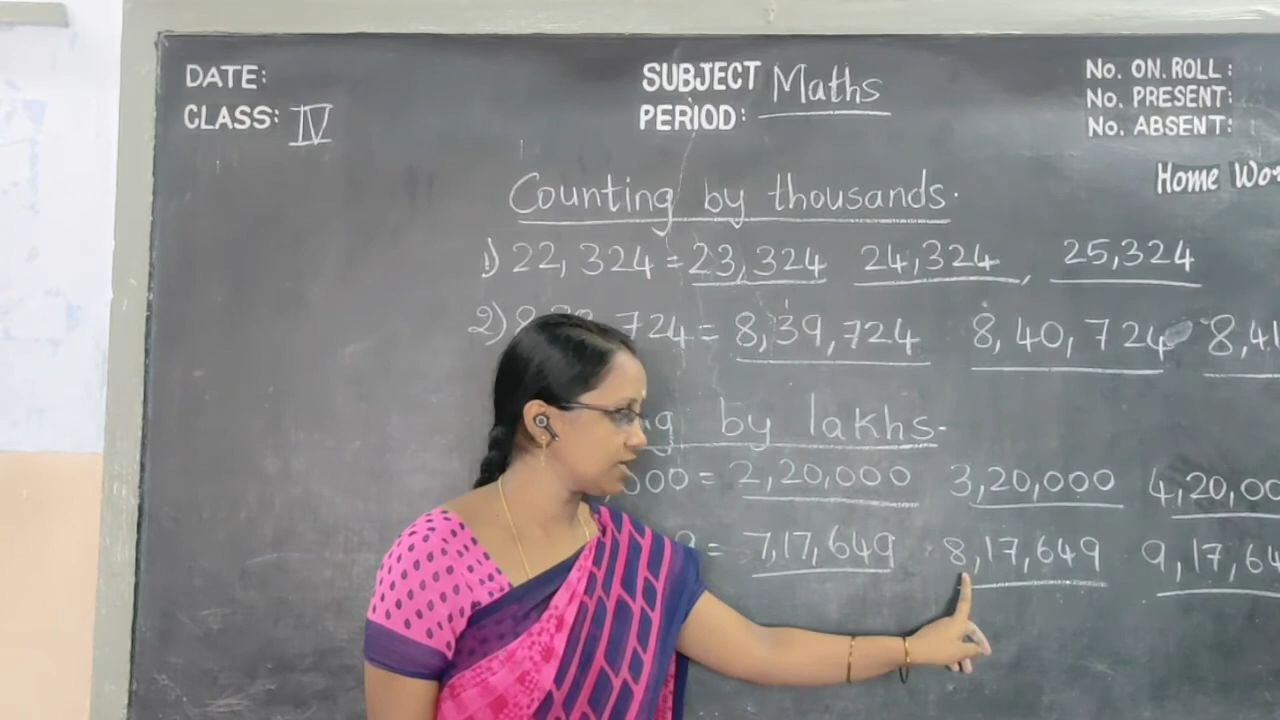 DATE: SUBJECT Maths No. ON. ROLL:
CLASS: IV PERIOD: No. PRESENT:
No. ABSENT:
Home
Counting by thousands.
1) 22,324 = 23,324 24,324, 25,324
2) 724 = 8,39,724 8,40,724 8,41
by lakhs.
000 = 2,20,000 3,20,000 4,20,00
= 7,17,649 8,17,649 9,17,64